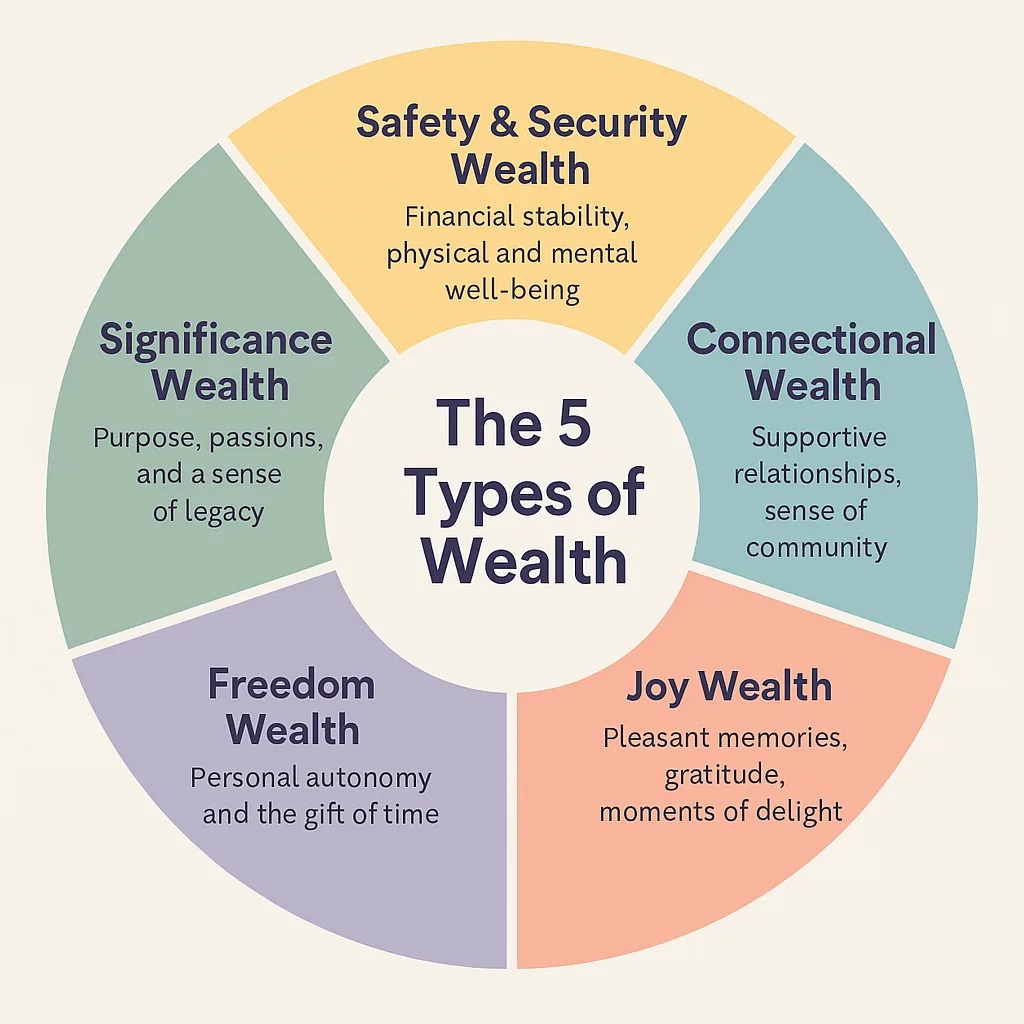 Safety & Security
Wealth
Financial stability,
physical and mental
well-being
Connectional
Wealth
Supportive
relationships,
sense of
community
Joy Wealth
Pleasant memories,
gratitude,
moments of delight
Freedom
Wealth
Personal autonomy
and the gift of time
Significance
Wealth
Purpose, passions,
and a sense
of legacy
The 5
Types of
Wealth